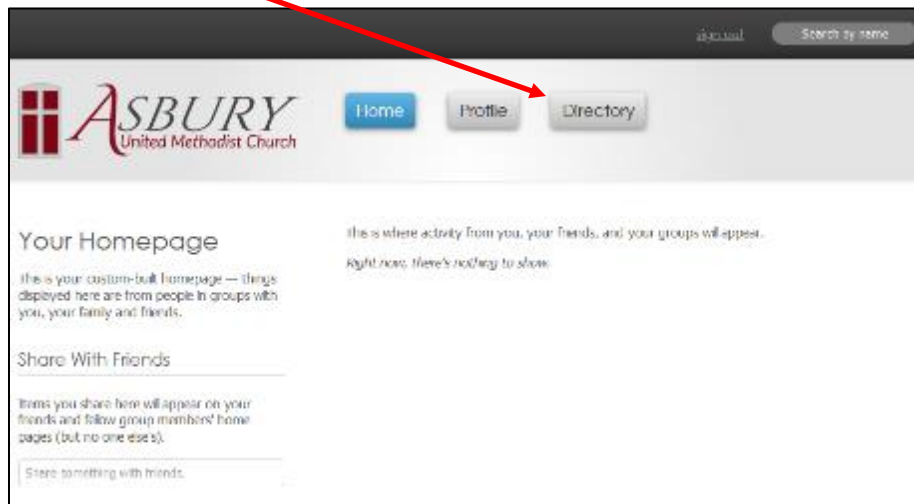 sign out
Search by name
ASBURY
United Methodist Church
Home
Profile
Directory
Your Homepage
This is your custom-built homepage — things
displayed here are from people in groups with
you, your family and friends.
Share With Friends
Items you share here will appear on your
friends and fellow group members' home
pages (but no one else's).
Share something with friends.
This is where activity from you, your friends, and your groups will appear.
Right now, there's nothing to show.